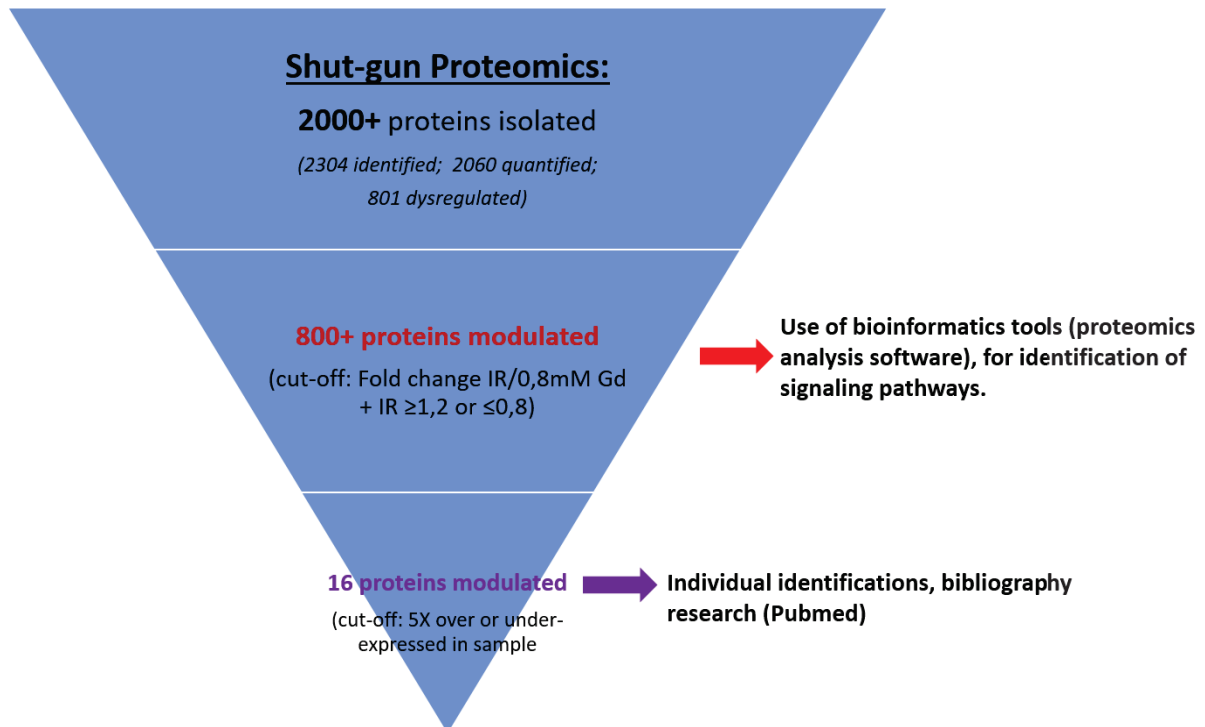 Shut-gun Proteomics:
2000+ proteins isolated
(2304 identified; 2060 quantified;
801 dysregulated)
800+ proteins modulated
(cut-off: Fold change IR/0,8mM Gd
+ IR ≥1,2 or ≤0,8)
Use of bioinformatics tools (proteomics
analysis software), for identification of
signaling pathways.
16 proteins modulated
(cut-off: 5X over or under-
expressed in sample
Individual identifications, bibliography
research (Pubmed)